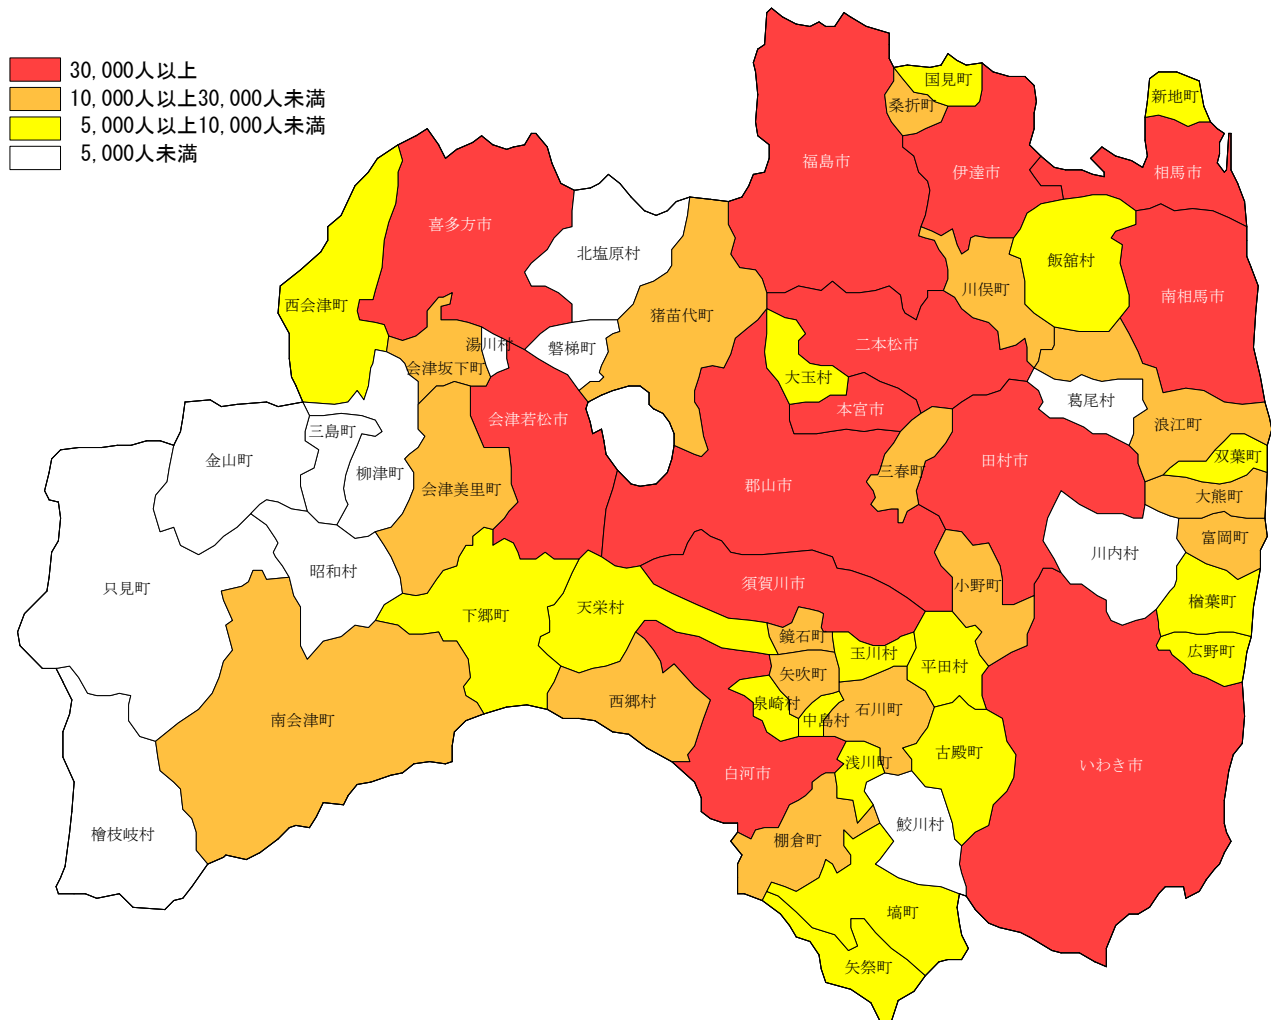 30,000人以上
10,000人以上30,000人未満
5,000人以上10,000人未満
5,000人未満
国見町
桑折町
新地町
福島市
伊達市
相馬市
喜多方市
北塩原村
飯舘村
川俣町
南相馬市
西会津町
猪苗代町
湯川村
磐梯町
二本松市
会津坂下町
大玉村
葛尾村
会津若松市
本宮市
三島町
浪江町
金山町
柳津町
双葉町
田村市
三春町
会津美里町
郡山市
大熊町
富岡町
川内村
昭和村
只見町
須賀川市
小野町
下郷町
天栄村
楢葉町
鏡石町
玉川村
広野町
平田村
矢吹町
西郷村
泉崎村
石川町
中島村
南会津町
古殿町
浅川町
いわき市
白河市
鮫川村
檜枝岐村
棚倉町
塙町
矢祭町